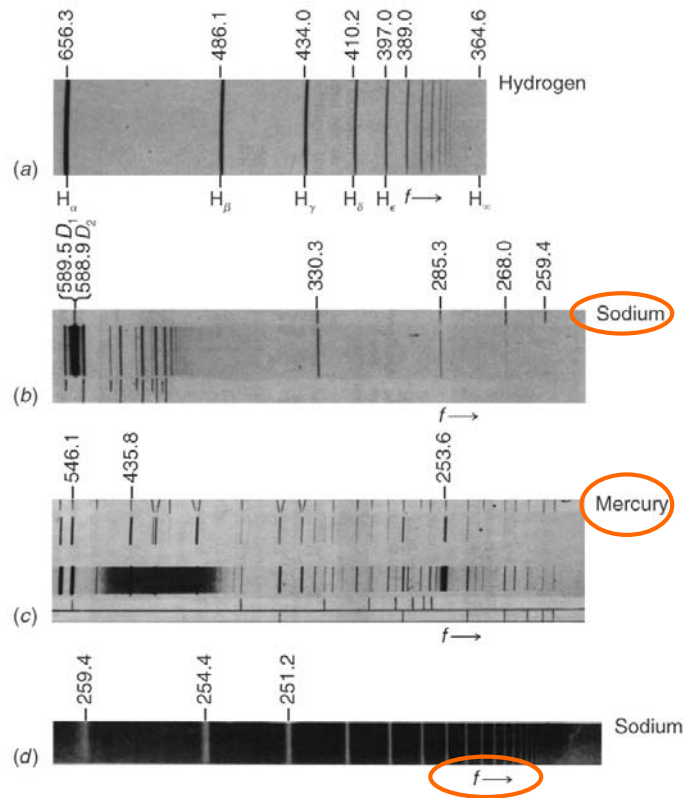 656.3 486.1 434.0 410.2 397.0 389.0 364.6
Hydrogen
(a)
Hα Hβ Hγ Hδ Hϵ f → H∞
589.5 D₁
588.9 D₂
330.3 285.3 268.0 259.4
Sodium
(b)
f →
546.1 435.8 253.6
Mercury
(c)
f →
259.4 254.4 251.2
Sodium
(d)
f →